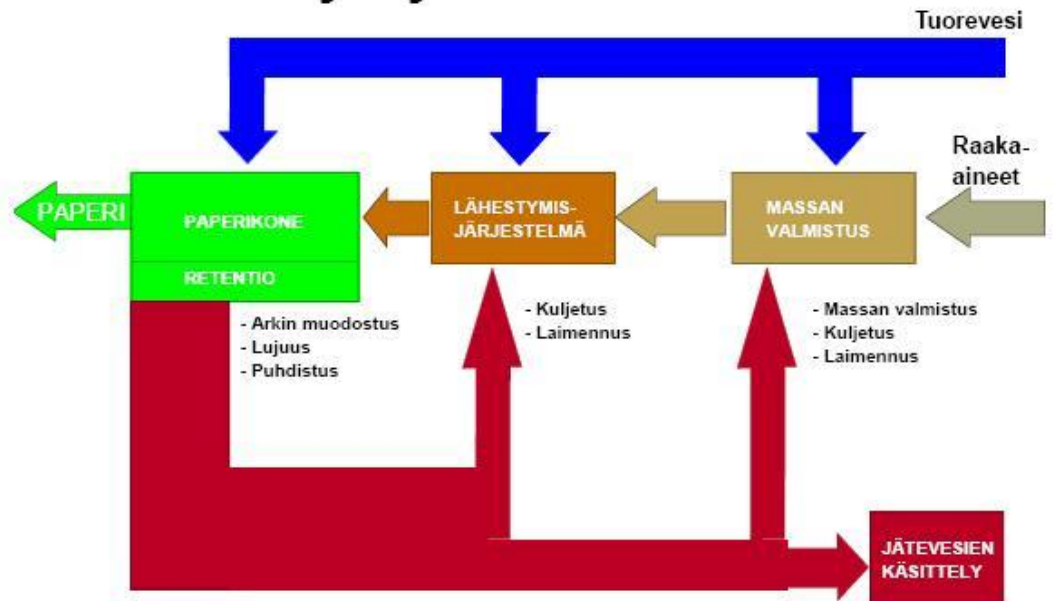 Tuorevesi
Raaka-
aineet
PAPERI
PAPERIKONE
RETENTIO
LÄHESTYMIS-
JÄRJESTELMÄ
MASSAN
VALMISTUS
- Arkin muodostus
- Lujuus
- Puhdistus
- Kuljetus
- Laimennus
- Massan valmistus
- Kuljetus
- Laimennus
JÄTEVESIEN
KÄSITTELY